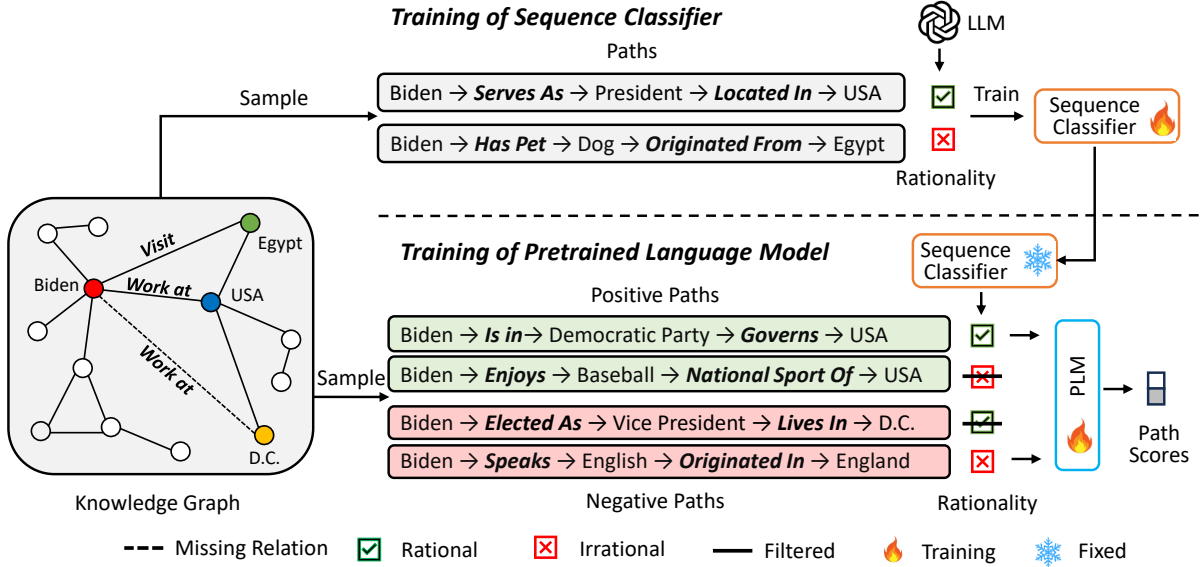 Training of Sequence Classifier
LLM
Paths
Biden → Serves As → President → Located In → USA
Biden → Has Pet → Dog → Originated From → Egypt
Sample
Train
Sequence
Classifier
Rationality
Training of Pretrained Language Model
Sequence
Classifier
Positive Paths
Biden → Is in → Democratic Party → Governs → USA
Biden → Enjoys → Baseball → National Sport Of → USA
Biden → Elected As → Vice President → Lives In → D.C.
Biden → Speaks → English → Originated In → England
Negative Paths
Rationality
Sample
PLM
Path
Scores
Visit
Egypt
Biden
Work at
USA
Work at
D.C.
Knowledge Graph
Missing Relation
Rational
Irrational
Filtered
Training
Fixed